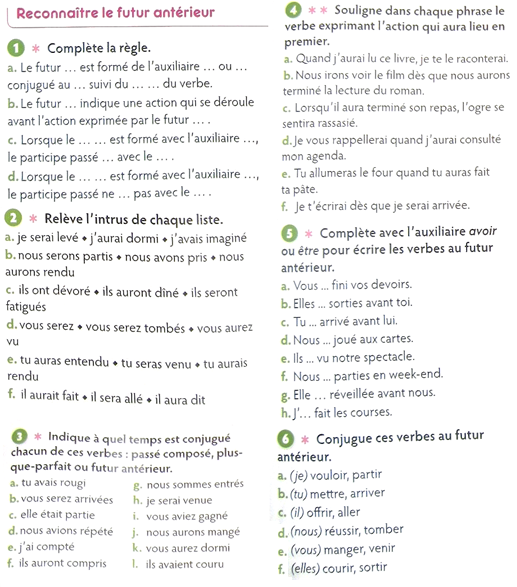 Reconnaître le futur antérieur
1 * Complète la règle.
a. Le futur ... est formé de l'auxiliaire ... ou ...
conjugué au ... suivi du ... ... du verbe.
b. Le futur ... indique une action qui se déroule
avant l'action exprimée par le futur ... .
c. Lorsque le ... ... est formé avec l'auxiliaire ...,
le participe passé ... avec le ... .
d. Lorsque le ... ... est formé avec l'auxiliaire ...,
le participe passé ne ... pas avec le ... .
2 * Relève l'intrus de chaque liste.
a. je serai levé ♦ j'aurai dormi ♦ j'avais imaginé
b. nous serons partis ♦ nous avons pris ♦ nous
aurons rendu
c. ils ont dévoré ♦ ils auront dîné ♦ ils seront
fatigués
d. vous serez ♦ vous serez tombés ♦ vous aurez
vu
e. tu auras entendu ♦ tu seras venu ♦ tu aurais
rendu
f. il aurait fait ♦ il sera allé ♦ il aura dit
3 * Indique à quel temps est conjugué
chacun de ces verbes : passé composé, plus-
que-parfait ou futur antérieur.
a. tu avais rougi
b. vous serez arrivées
c. elle était partie
d. nous avions répété
e. j'ai compté
f. ils auront compris
g. nous sommes entrés
h. je serai venue
i. vous aviez gagné
j. nous aurons mangé
k. vous aurez dormi
l. ils avaient couru
4 ** Souligne dans chaque phrase le
verbe exprimant l'action qui aura lieu en
premier.
a. Quand j'aurai lu ce livre, je te le raconterai.
b. Nous irons voir le film dès que nous aurons
terminé la lecture du roman.
c. Lorsqu'il aura terminé son repas, l'ogre se
sentira rassasié.
d. Je vous rappellerai quand j'aurai consulté
mon agenda.
e. Tu allumeras le four quand tu auras fait
ta pâte.
f. Je t'écrirai dès que je serai arrivée.
5 * Complète avec l'auxiliaire avoir
ou être pour écrire les verbes au futur
antérieur.
a. Vous ... fini vos devoirs.
b. Elles ... sorties avant toi.
c. Tu ... arrivé avant lui.
d. Nous ... joué aux cartes.
e. Ils ... vu notre spectacle.
f. Nous ... parties en week-end.
g. Elle ... réveillée avant nous.
h. J'... fait les courses.
6 * Conjugue ces verbes au futur
antérieur.
a. (je) vouloir, partir
b. (tu) mettre, arriver
c. (il) offrir, aller
d. (nous) réussir, tomber
e. (vous) manger, venir
f. (elles) courir, sortir